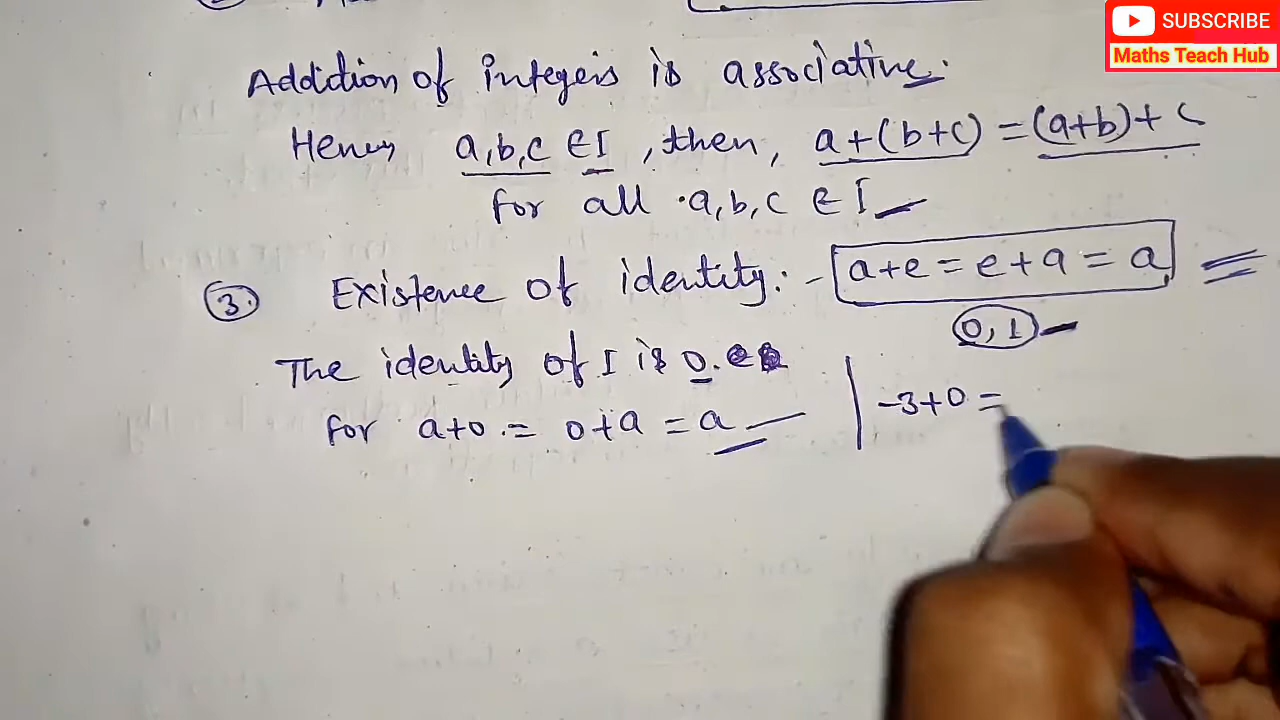 SUBSCRIBE
Maths Teach Hub
Addition of integers is associative.
Hence a,b,c ∈ I, then, a+(b+c) = (a+b)+c
for all a,b,c ∈ I
3. Existence of identity: - a+e = e+a = a
0, 1
The identity of I is 0.
for a+0 = 0+a = a
-3+0 =